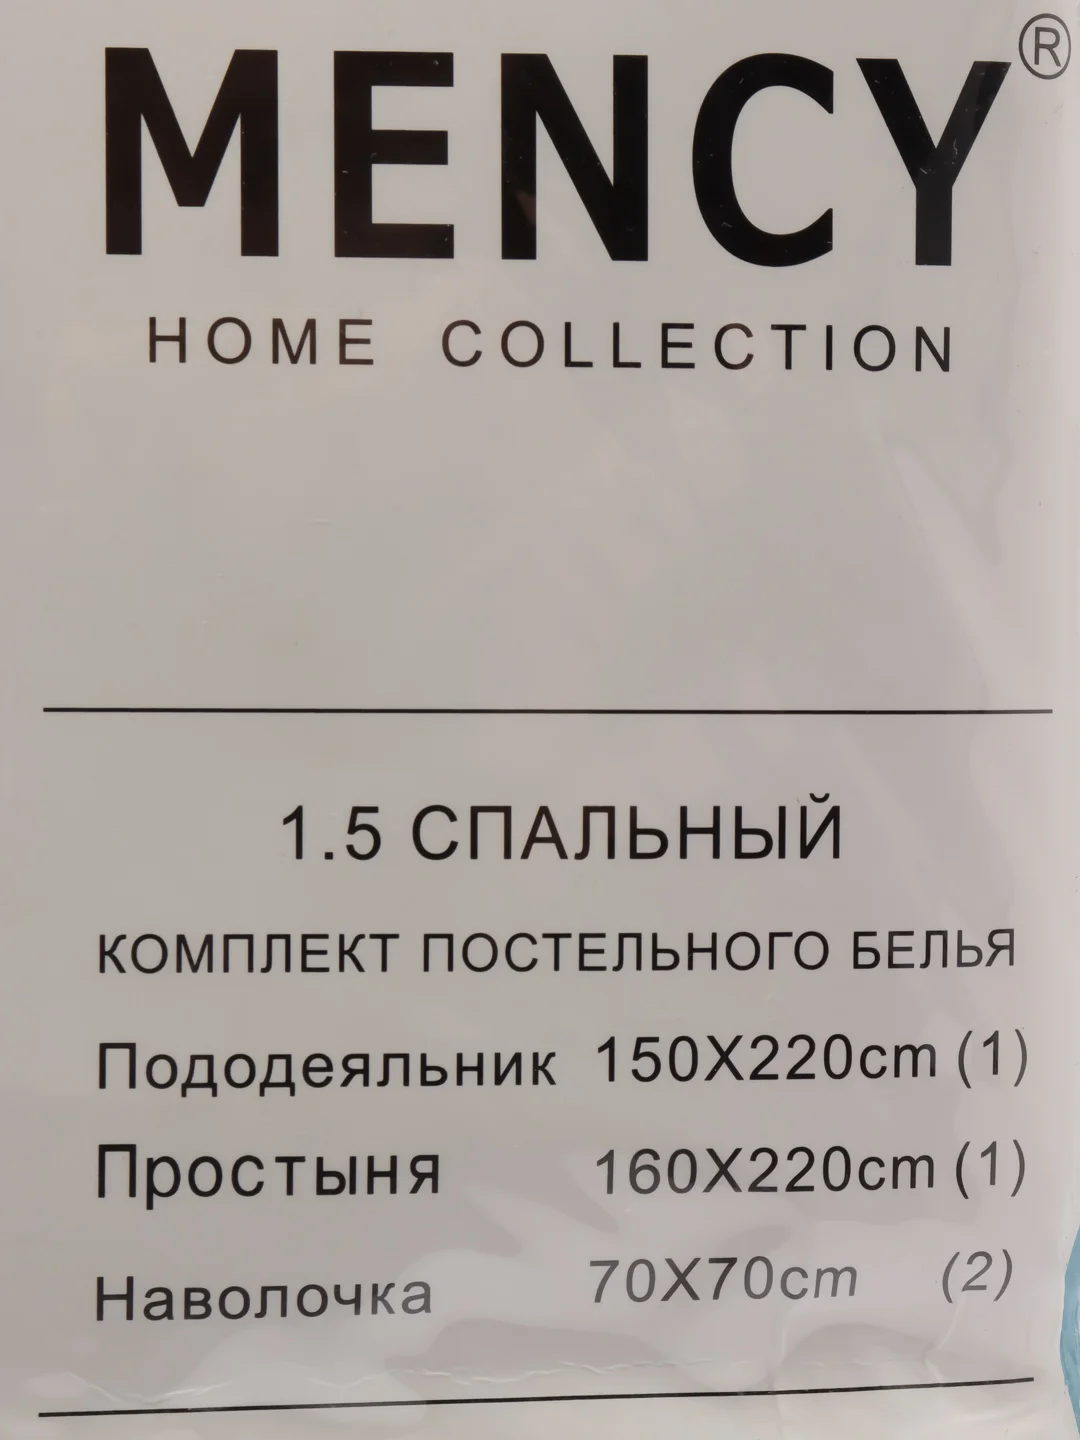 MENCY®
HOME COLLECTION
1.5 СПАЛЬНЫЙ
КОМПЛЕКТ ПОСТЕЛЬНОГО БЕЛЬЯ
Пододеяльник 150X220cm (1)
Простыня 160X220cm (1)
Наволочка 70X70cm (2)